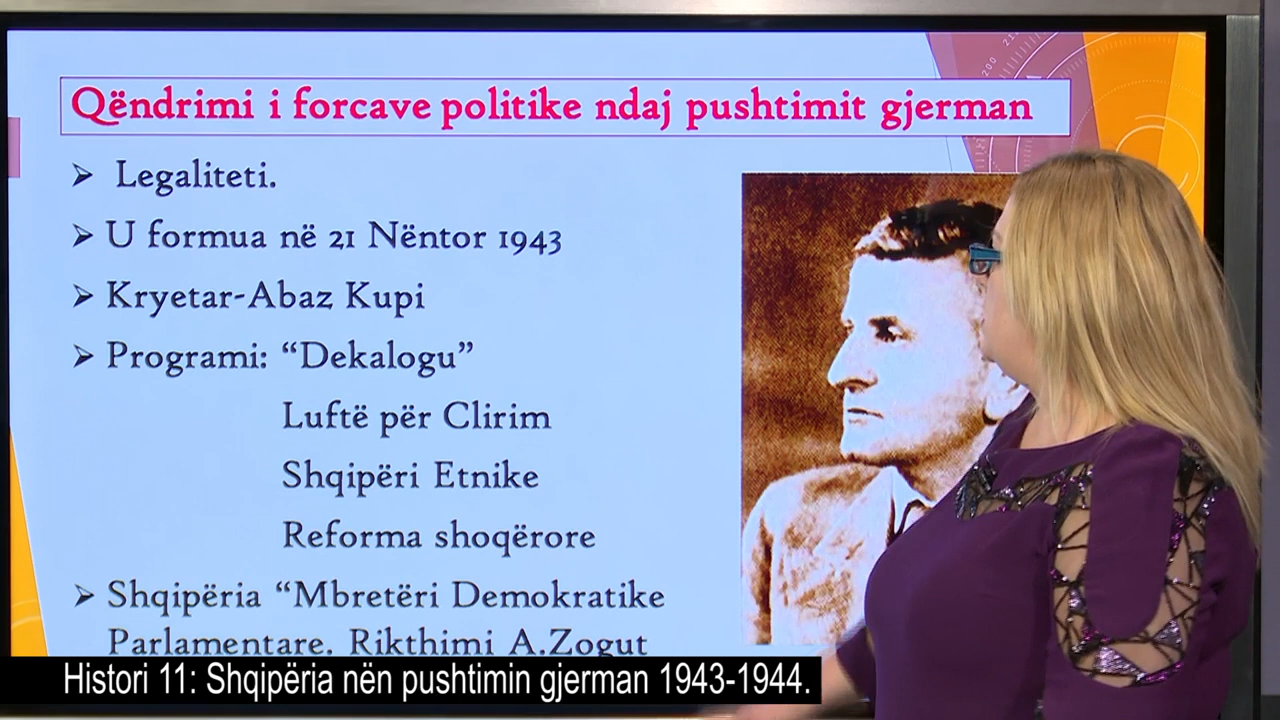 Qëndrimi i forcave politike ndaj pushtimit gjerman
➢ Legaliteti.
➢ U formua në 21 Nëntor 1943
➢ Kryetar-Abaz Kupi
➢ Programi: “Dekalogu”
Luftë për Clirim
Shqipëri Etnike
Reforma shoqërore
➢ Shqipëria “Mbretëri Demokratike
Parlamentare. Rikthimi A.Zogut
Histori 11: Shqipëria nën pushtimin gjerman 1943-1944.